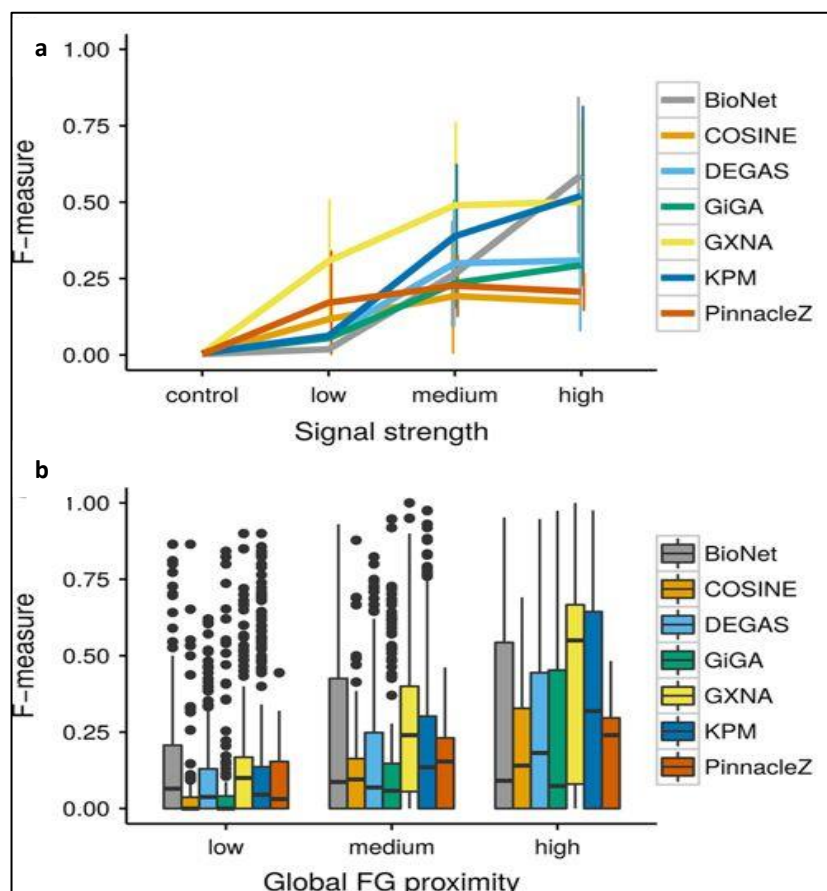 a
1.00
0.75
0.50
0.25
0.00
F-measure
control low medium high
Signal strength
BioNet
COSINE
DEGAS
GiGA
GXNA
KPM
PinnacleZ
b
1.00
0.75
0.50
0.25
0.00
F-measure
low medium high
Global FG proximity
BioNet
COSINE
DEGAS
GiGA
GXNA
KPM
PinnacleZ